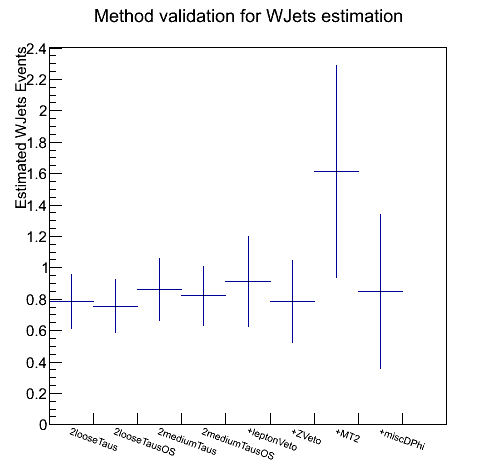 Method validation for WJets estimation
Estimated WJets Events
2.4
2.2
2
1.8
1.6
1.4
1.2
1
0.8
0.6
0.4
0.2
0
2looseTaus
2looseTausOS
2mediumTaus
2mediumTausOS
+leptonVeto
+ZVeto
+MT2
+miscDPhi